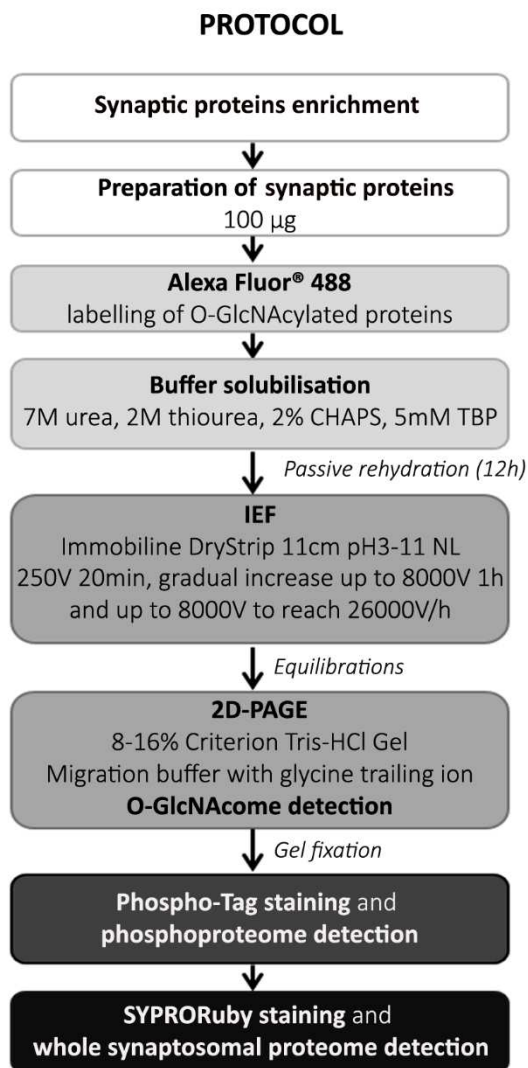 PROTOCOL
Synaptic proteins enrichment
Preparation of synaptic proteins
100 µg
Alexa Fluor® 488
labelling of O-GlcNAcylated proteins
Buffer solubilisation
7M urea, 2M thiourea, 2% CHAPS, 5mM TBP
Passive rehydration (12h)
IEF
Immobiline DryStrip 11cm pH3-11 NL
250V 20min, gradual increase up to 8000V 1h
and up to 8000V to reach 26000V/h
Equilibrations
2D-PAGE
8-16% Criterion Tris-HCl Gel
Migration buffer with glycine trailing ion
O-GlcNAcome detection
Gel fixation
Phospho-Tag staining and
phosphoproteome detection
SYPRORuby staining and
whole synaptosomal proteome detection